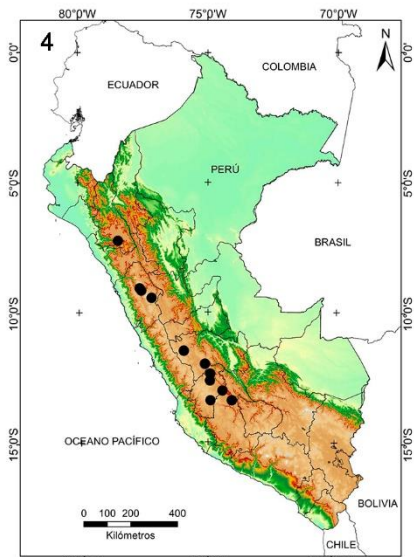 80°0'W 75°0'W 70°0'W
4
N
0°0' 0°0'
COLOMBIA
ECUADOR
PERÚ
5°0'S 5°0'S
BRASIL
10°0'S 10°0'S
OCEANO PACÍFICO
15°0'S 15°0'S
BOLIVIA
0 100 200 400
Kilómetros
CHILE